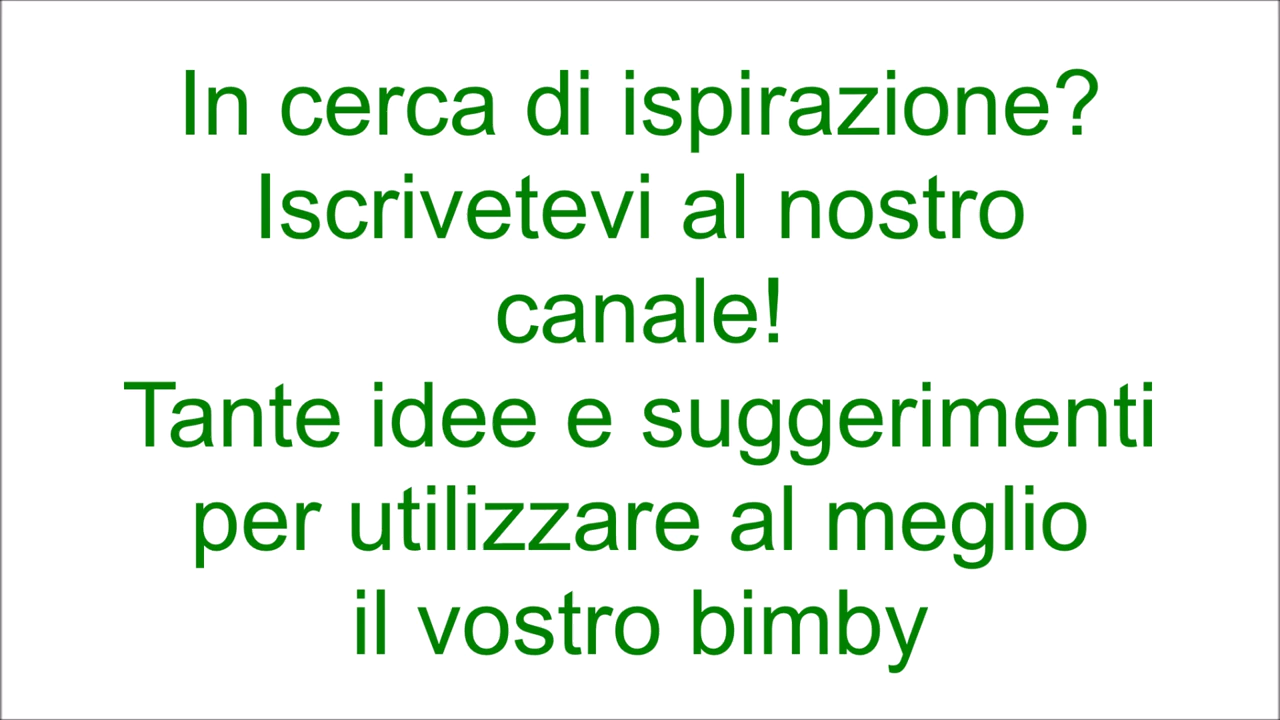 In cerca di ispirazione?
Iscrivetevi al nostro
canale!
Tante idee e suggerimenti
per utilizzare al meglio
il vostro bimby